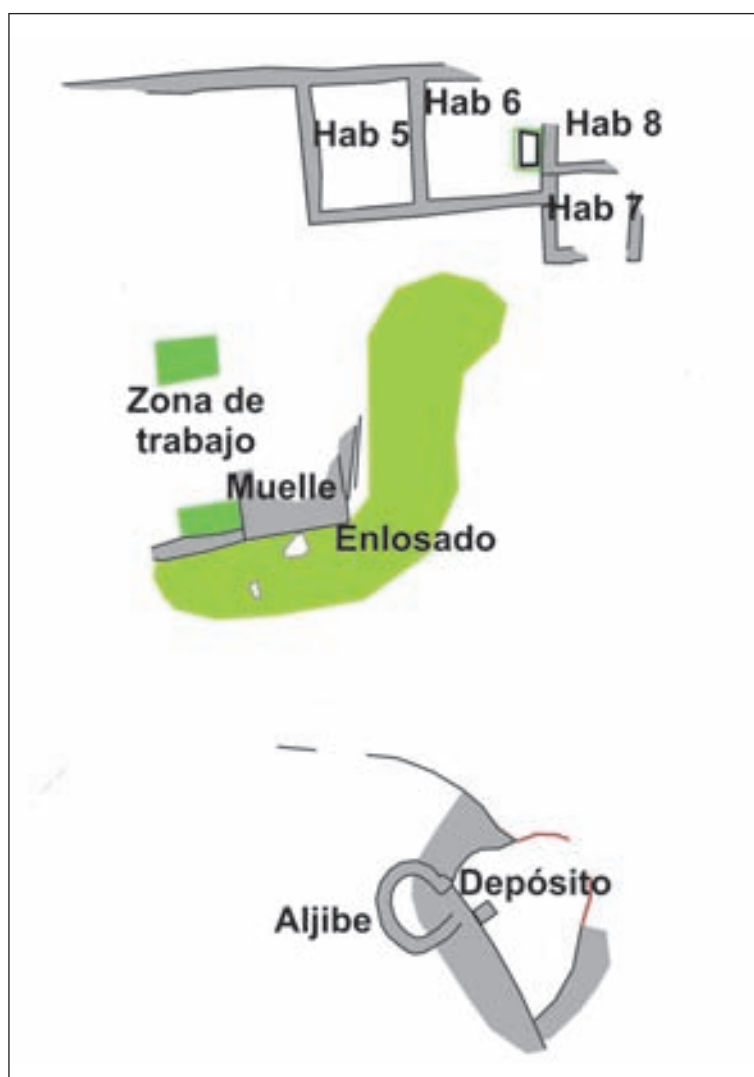 Hab 5
Hab 6
Hab 8
Hab 7
Zona de
trabajo
Muelle
Enlosado
Depósito
Aljibe